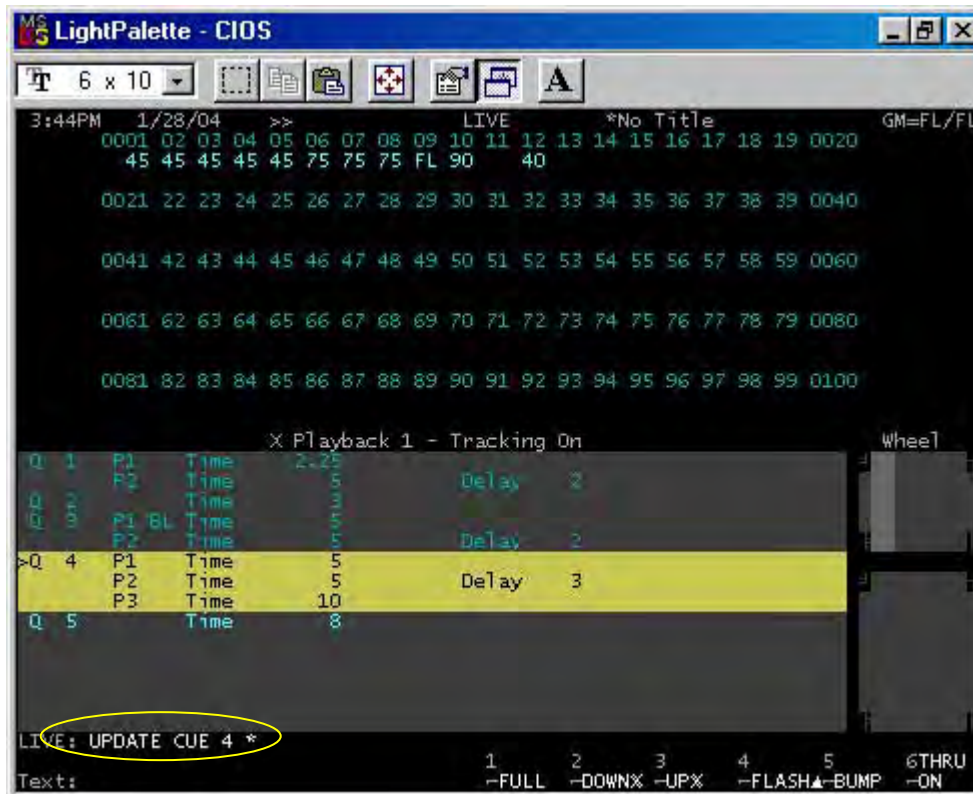 LightPalette - CIOS
6 x 10
A
3:44PM 1/28/04 >> LIVE *No Title GM=FL/FL
0001 02 03 04 05 06 07 08 09 10 11 12 13 14 15 16 17 18 19 0020
45 45 45 45 45 75 75 75 FL 90 40
0021 22 23 24 25 26 27 28 29 30 31 32 33 34 35 36 37 38 39 0040
0041 42 43 44 45 46 47 48 49 50 51 52 53 54 55 56 57 58 59 0060
0061 62 63 64 65 66 67 68 69 70 71 72 73 74 75 76 77 78 79 0080
0081 82 83 84 85 86 87 88 89 90 91 92 93 94 95 96 97 98 99 0100
X Playback 1 - Tracking On Wheel
Q 1 P1 Time 2.25
P2 Time 5 Delay 2
Q 2 Time 3
Q 3 P1 BL Time 5
P2 Time 5 Delay 2
>Q 4 P1 Time 5
P2 Time 5 Delay 3
P3 Time 10
Q 5 Time 8
LIVE: UPDATE CUE 4 *
1 2 3 4 5 6THRU
Text: ¬FULL ¬DOWN% ¬UP% ¬FLASH▲¬BUMP ¬ON